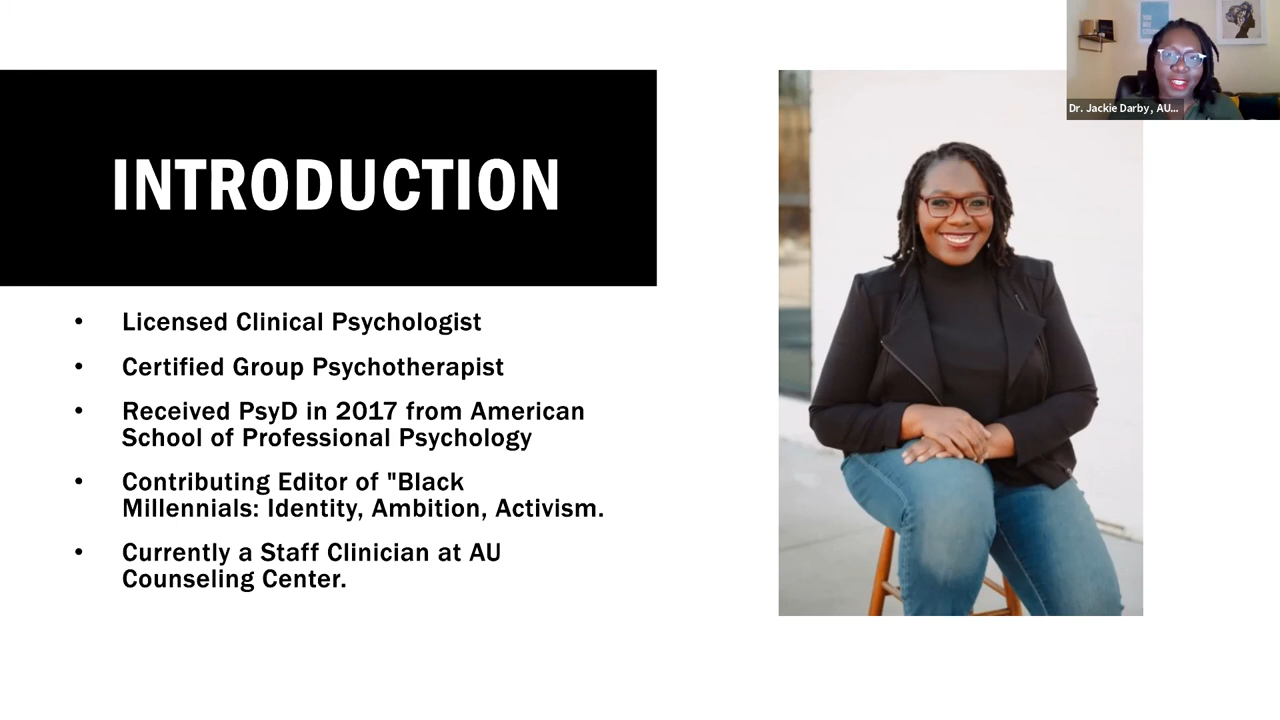 INTRODUCTION
• Licensed Clinical Psychologist
• Certified Group Psychotherapist
• Received PsyD in 2017 from American
School of Professional Psychology
• Contributing Editor of "Black
Millennials: Identity, Ambition, Activism.
• Currently a Staff Clinician at AU
Counseling Center.
Dr. Jackie Darby, AU...